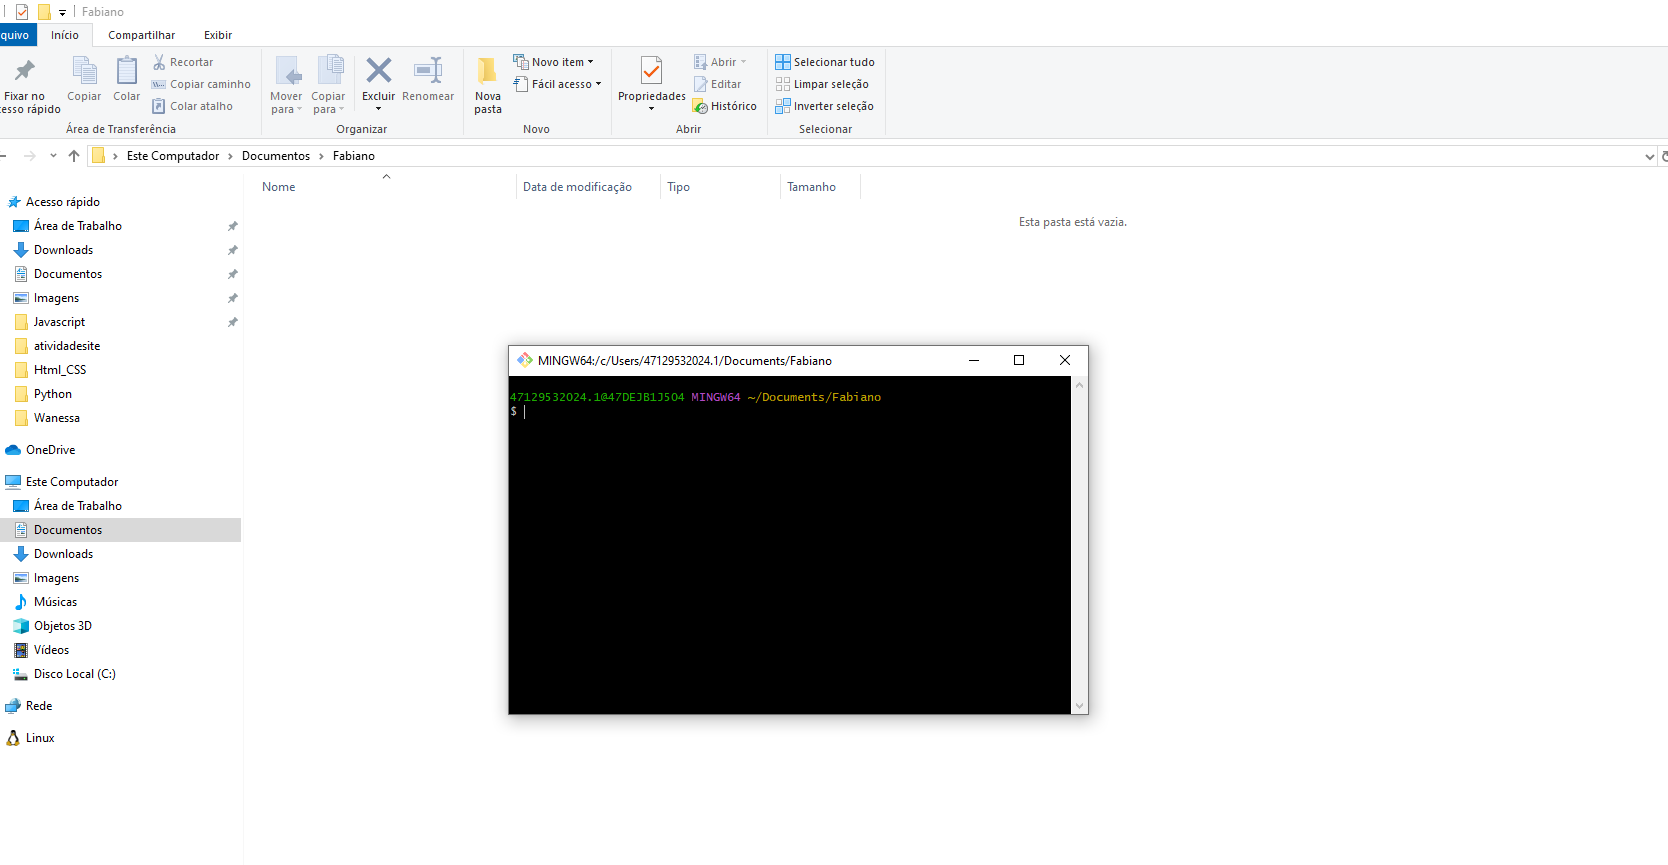 Fabiano
quivo Início Compartilhar Exibir
Fixar no
esso rápido
Copiar
Colar
Recortar
Copiar caminho
Colar atalho
Área de Transferência
Mover
para
Copiar
para
Excluir
Renomear
Organizar
Nova
pasta
Novo item
Fácil acesso
Novo
Propriedades
Abrir
Editar
Histórico
Abrir
Selecionar tudo
Limpar seleção
Inverter seleção
Selecionar
Este Computador Documentos Fabiano
Nome Data de modificação Tipo Tamanho
Esta pasta está vazia.
Acesso rápido
Área de Trabalho
Downloads
Documentos
Imagens
Javascript
atividadesite
Html_CSS
Python
Wanessa
OneDrive
Este Computador
Área de Trabalho
Documentos
Downloads
Imagens
Músicas
Objetos 3D
Vídeos
Disco Local (C:)
Rede
Linux
MINGW64:/c/Users/47129532024.1/Documents/Fabiano
47129532024.1@47DEJB1J504 MINGW64 ~/Documents/Fabiano
$